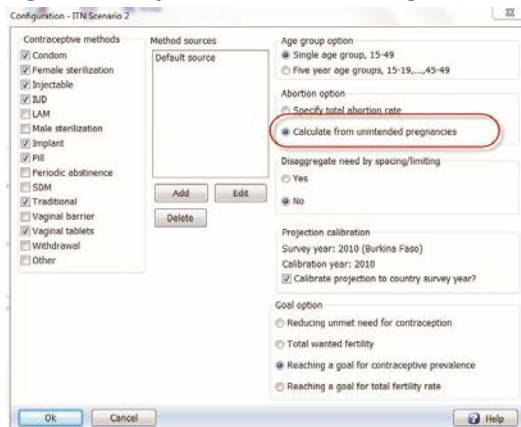 Configuration - ITN Scenario 2
Contraceptive methods
Condom
Female sterilization
Injectable
IUD
LAM
Male sterilization
Implant
Pill
Periodic abstinence
SDM
Traditional
Vaginal barrier
Vaginal tablets
Withdrawal
Other
Method sources
Default source
Add
Edit
Delete
Age group option
Single age group, 15-49
Five year age groups, 15-19,...,45-49
Abortion option
Specify total abortion rate
Calculate from unintended pregnancies
Disaggregate need by spacing/limiting
Yes
No
Projection calibration
Survey year: 2010 (Burkina Faso)
Calibration year: 2010
Calibrate projection to country survey year?
Goal option
Reducing unmet need for contraception
Total wanted fertility
Reaching a goal for contraceptive prevalence
Reaching a goal for total fertility rate
Ok
Cancel
Help